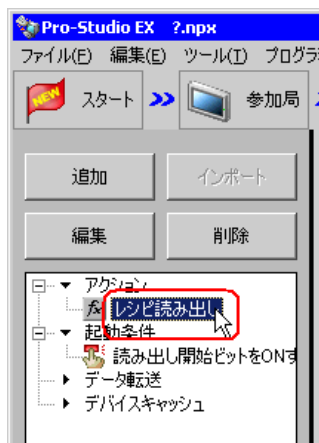 Pro-Studio EX ?.npx
ファイル(F) 編集(E) ツール(T) プログラ
NEW スタート 参加局
追加 インポート
編集 削除
アクション
fx レシピ読み出し
起動条件
読み出し開始ビットをONす
データ転送
デバイスキャッシュ